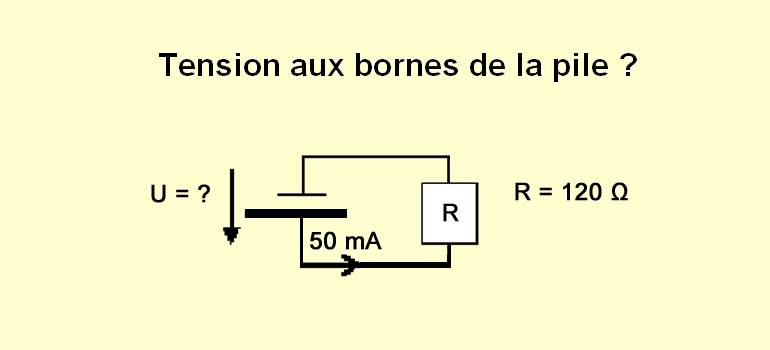 Tension aux bornes de la pile ?
U = ?
R
R = 120 Ω
50 mA